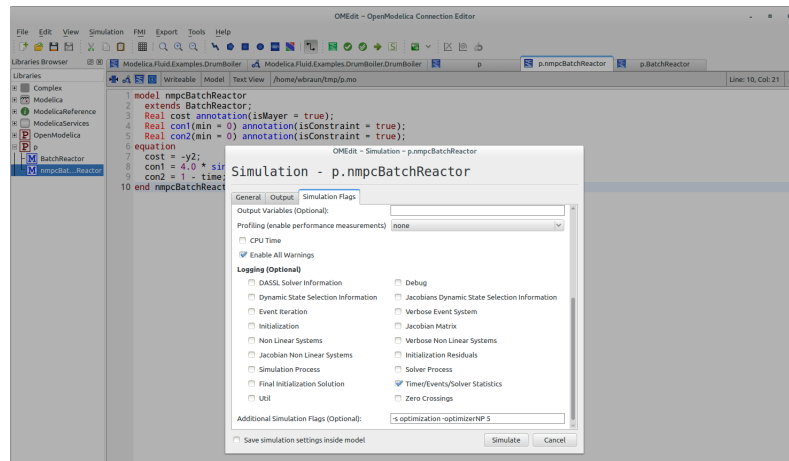 OMEdit - OpenModelica Connection Editor
File Edit View Simulation FMI Export Tools Help
Libraries Browser
Modelica.Fluid.Examples.DrumBoiler
Modelica.Fluid.Examples.DrumBoiler.DrumBoiler
p
p.nmpcBatchReactor
p.BatchReactor
Libraries
Writeable Model Text View /home/wbraun/tmp/p.mo
Line: 10, Col: 21
Complex
Modelica
ModelicaReference
ModelicaServices
P OpenModelica
P p
M BatchReactor
M nmpcBat...Reactor
1 model nmpcBatchReactor
2 extends BatchReactor;
3 Real cost annotation(isMayer = true);
4 Real con1(min = 0) annotation(isConstraint = true);
5 Real con2(min = 0) annotation(isConstraint = true);
6 equation
7 cost = -y2;
8 con1 = 4.0 * sin
9 con2 = 1 - time;
10 end nmpcBatchReact
OMEdit - Simulation - p.nmpcBatchReactor
Simulation - p.nmpcBatchReactor
General Output Simulation Flags
Output Variables (Optional):
Profiling (enable performance measurements) none
CPU Time
Enable All Warnings
Logging (Optional)
DASSL Solver Information
Debug
Dynamic State Selection Information
Jacobians Dynamic State Selection Information
Event Iteration
Verbose Event System
Initialization
Jacobian Matrix
Non Linear Systems
Verbose Non Linear Systems
Jacobian Non Linear Systems
Initialization Residuals
Simulation Process
Solver Process
Final Initialization Solution
Timer/Events/Solver Statistics
Util
Zero Crossings
Additional Simulation Flags (Optional): -s optimization -optimizerNP 5
Save simulation settings inside model
Simulate Cancel